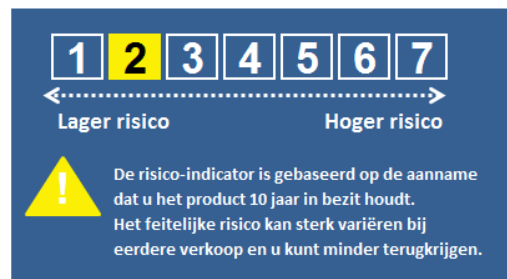 1 2 3 4 5 6 7
Lager risico Hoger risico
!
De risico-indicator is gebaseerd op de aanname
dat u het product 10 jaar in bezit houdt.
Het feitelijke risico kan sterk variëren bij
eerdere verkoop en u kunt minder terugkrijgen.